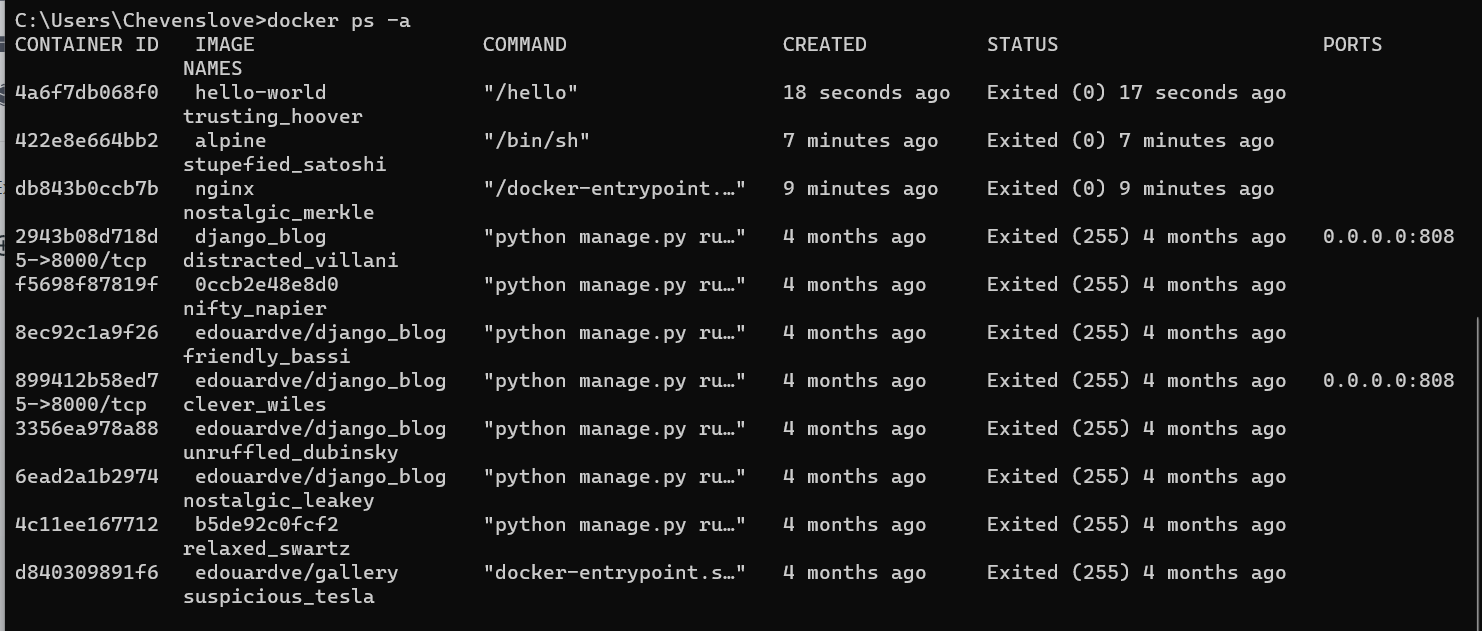 C:\Users\Chevenslove>docker ps -a
CONTAINER ID   IMAGE                COMMAND                  CREATED          STATUS                      PORTS
              NAMES
4a6f7db068f0   hello-world          "/hello"                 18 seconds ago   Exited (0) 17 seconds ago
              trusting_hoover
422e8e664bb2   alpine               "/bin/sh"                7 minutes ago    Exited (0) 7 minutes ago
              stupefied_satoshi
db843b0ccb7b   nginx                "/docker-entrypoint.…"   9 minutes ago    Exited (0) 9 minutes ago
              nostalgic_merkle
2943b08d718d   django_blog          "python manage.py ru…"   4 months ago     Exited (255) 4 months ago   0.0.0.0:808
5->8000/tcp   distracted_villani
f5698f87819f   0ccb2e48e8d0         "python manage.py ru…"   4 months ago     Exited (255) 4 months ago
              nifty_napier
8ec92c1a9f26   edouardve/django_blog   "python manage.py ru…"   4 months ago     Exited (255) 4 months ago
              friendly_bassi
899412b58ed7   edouardve/django_blog   "python manage.py ru…"   4 months ago     Exited (255) 4 months ago   0.0.0.0:808
5->8000/tcp   clever_wiles
3356ea978a88   edouardve/django_blog   "python manage.py ru…"   4 months ago     Exited (255) 4 months ago
              unruffled_dubinsky
6ead2a1b2974   edouardve/django_blog   "python manage.py ru…"   4 months ago     Exited (255) 4 months ago
              nostalgic_leakey
4c11ee167712   b5de92c0fcf2         "python manage.py ru…"   4 months ago     Exited (255) 4 months ago
              relaxed_swartz
d840309891f6   edouardve/gallery    "docker-entrypoint.s…"   4 months ago     Exited (255) 4 months ago
              suspicious_tesla